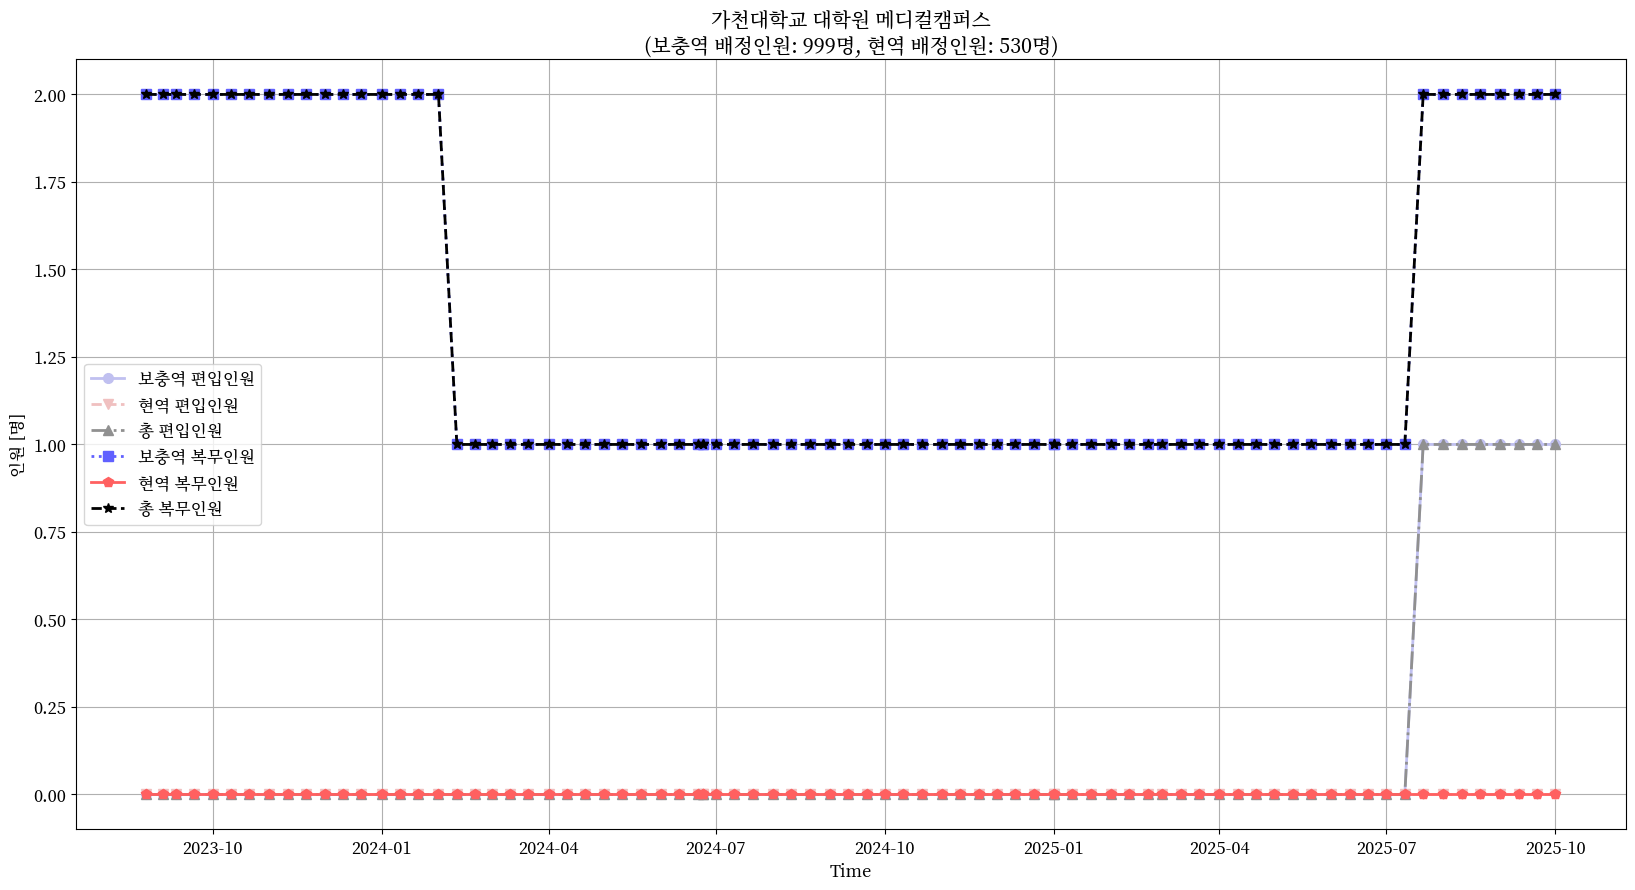 가천대학교 대학원 메디컬캠퍼스
(보충역 배정인원: 999명, 현역 배정인원: 530명)
2.00
1.75
1.50
1.25
1.00
0.75
0.50
0.25
0.00
인원 [명]
보충역 편입인원
현역 편입인원
총 편입인원
보충역 복무인원
현역 복무인원
총 복무인원
2023-10
2024-01
2024-04
2024-07
2024-10
2025-01
2025-04
2025-07
2025-10
Time